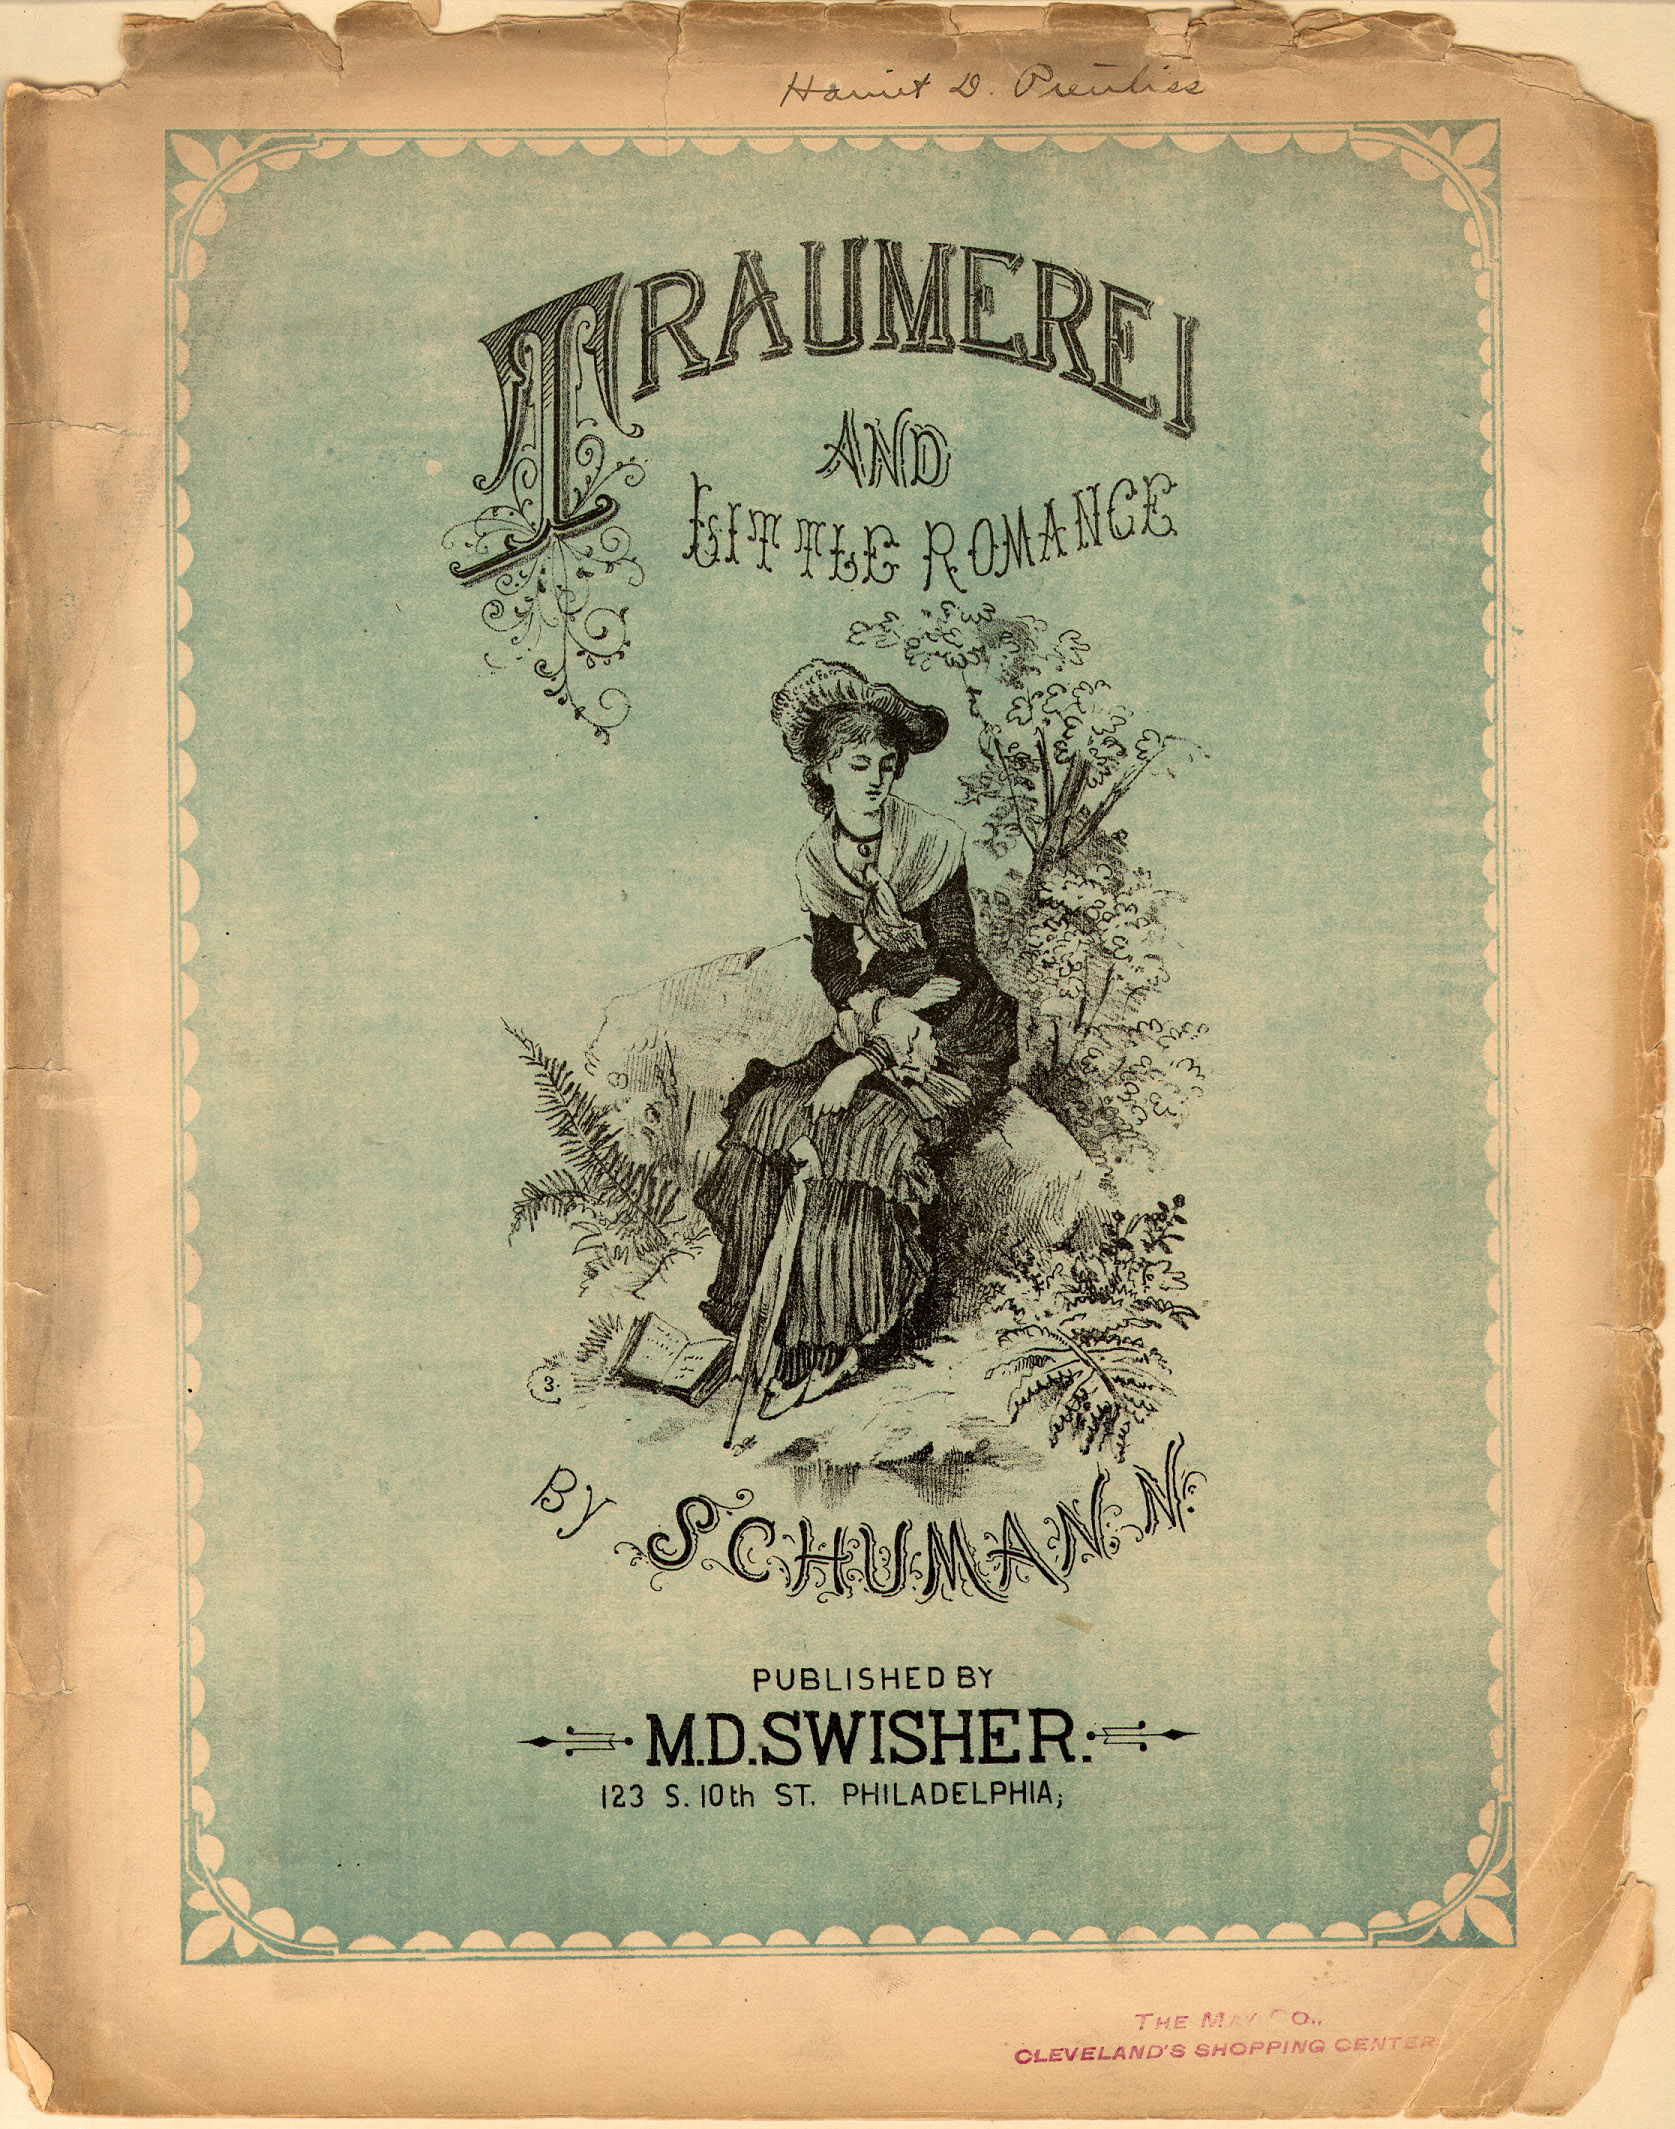 Harriet D. Prentiss
TRAUMEREI
AND
LITTLE ROMANCE
3
BY SCHUMANN.
PUBLISHED BY
M.D. SWISHER.
123 S. 10th ST. PHILADELPHIA;
THE MAY CO.,
CLEVELAND'S SHOPPING CENTER